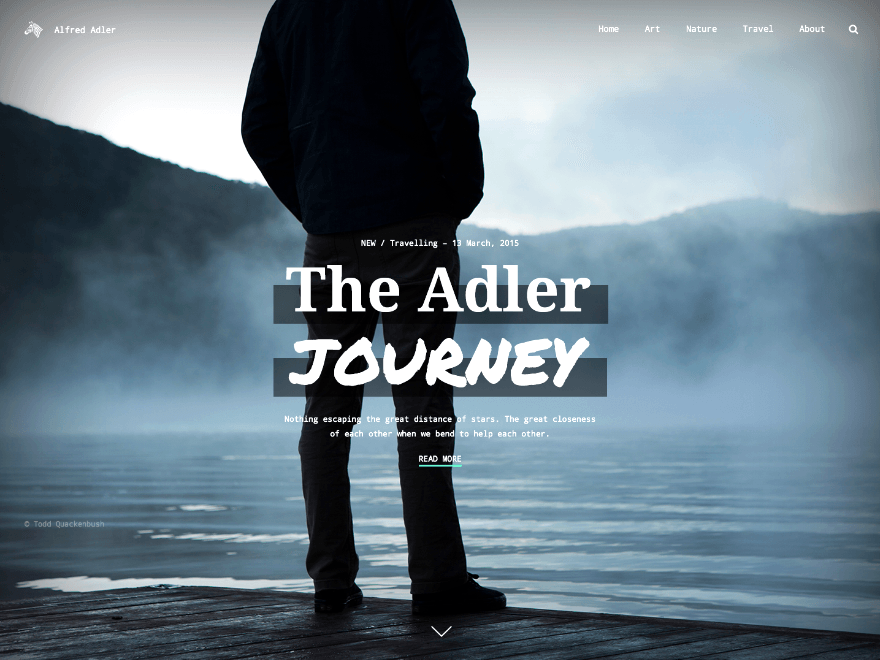 Alfred Adler
Home Art Nature Travel About
NEW / Travelling – 13 March, 2015
The Adler
JOURNEY
Nothing escaping the great distance of stars. The great closeness
of each other when we bend to help each other.
READ MORE
© Todd Quackenbush